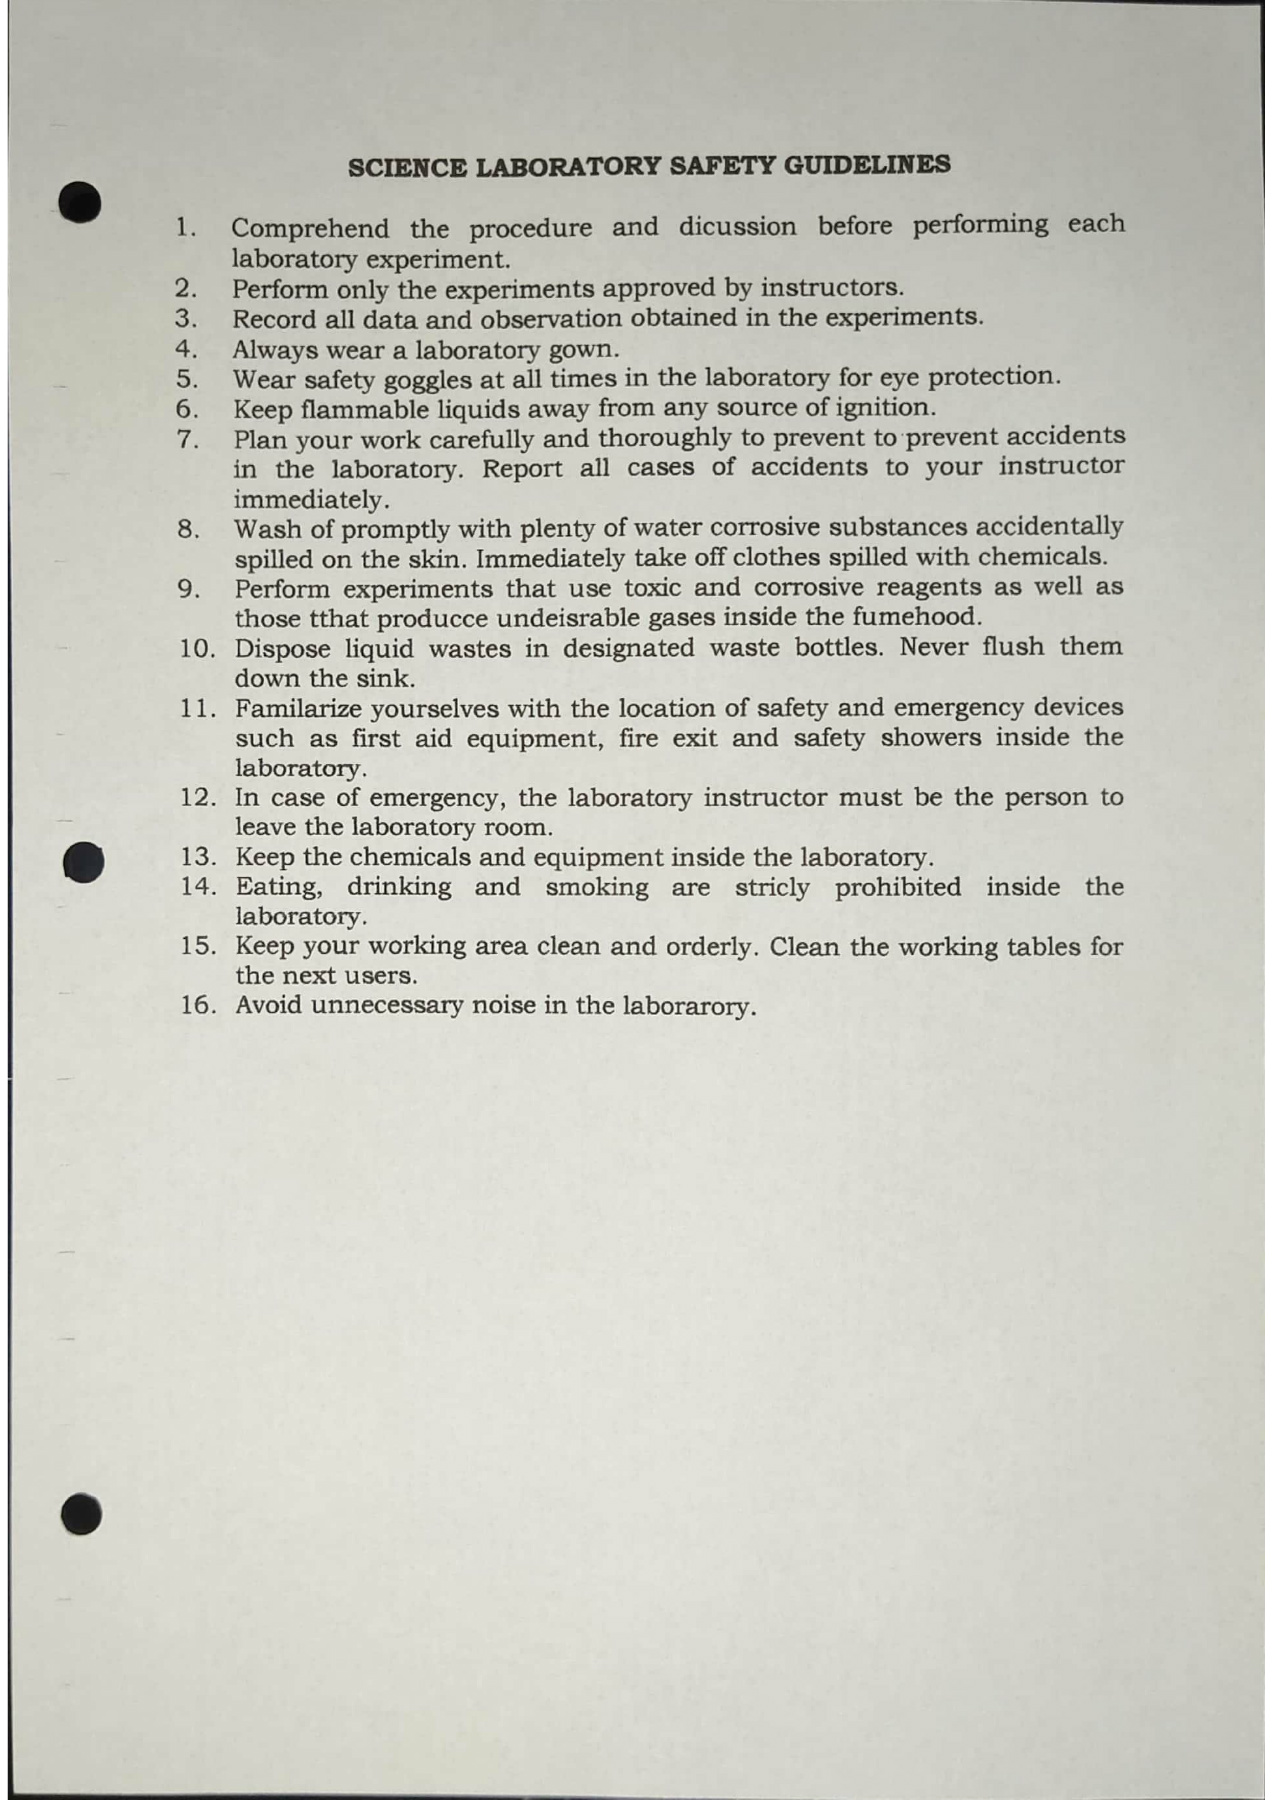 SCIENCE LABORATORY SAFETY GUIDELINES
1. Comprehend the procedure and dicussion before performing each
laboratory experiment.
2. Perform only the experiments approved by instructors.
3. Record all data and observation obtained in the experiments.
4. Always wear a laboratory gown.
5. Wear safety goggles at all times in the laboratory for eye protection.
6. Keep flammable liquids away from any source of ignition.
7. Plan your work carefully and thoroughly to prevent to prevent accidents
in the laboratory. Report all cases of accidents to your instructor
immediately.
8. Wash of promptly with plenty of water corrosive substances accidentally
spilled on the skin. Immediately take off clothes spilled with chemicals.
9. Perform experiments that use toxic and corrosive reagents as well as
those tthat producce undeisrable gases inside the fumehood.
10. Dispose liquid wastes in designated waste bottles. Never flush them
down the sink.
11. Familarize yourselves with the location of safety and emergency devices
such as first aid equipment, fire exit and safety showers inside the
laboratory.
12. In case of emergency, the laboratory instructor must be the person to
leave the laboratory room.
13. Keep the chemicals and equipment inside the laboratory.
14. Eating, drinking and smoking are stricly prohibited inside the
laboratory.
15. Keep your working area clean and orderly. Clean the working tables for
the next users.
16. Avoid unnecessary noise in the laborarory.